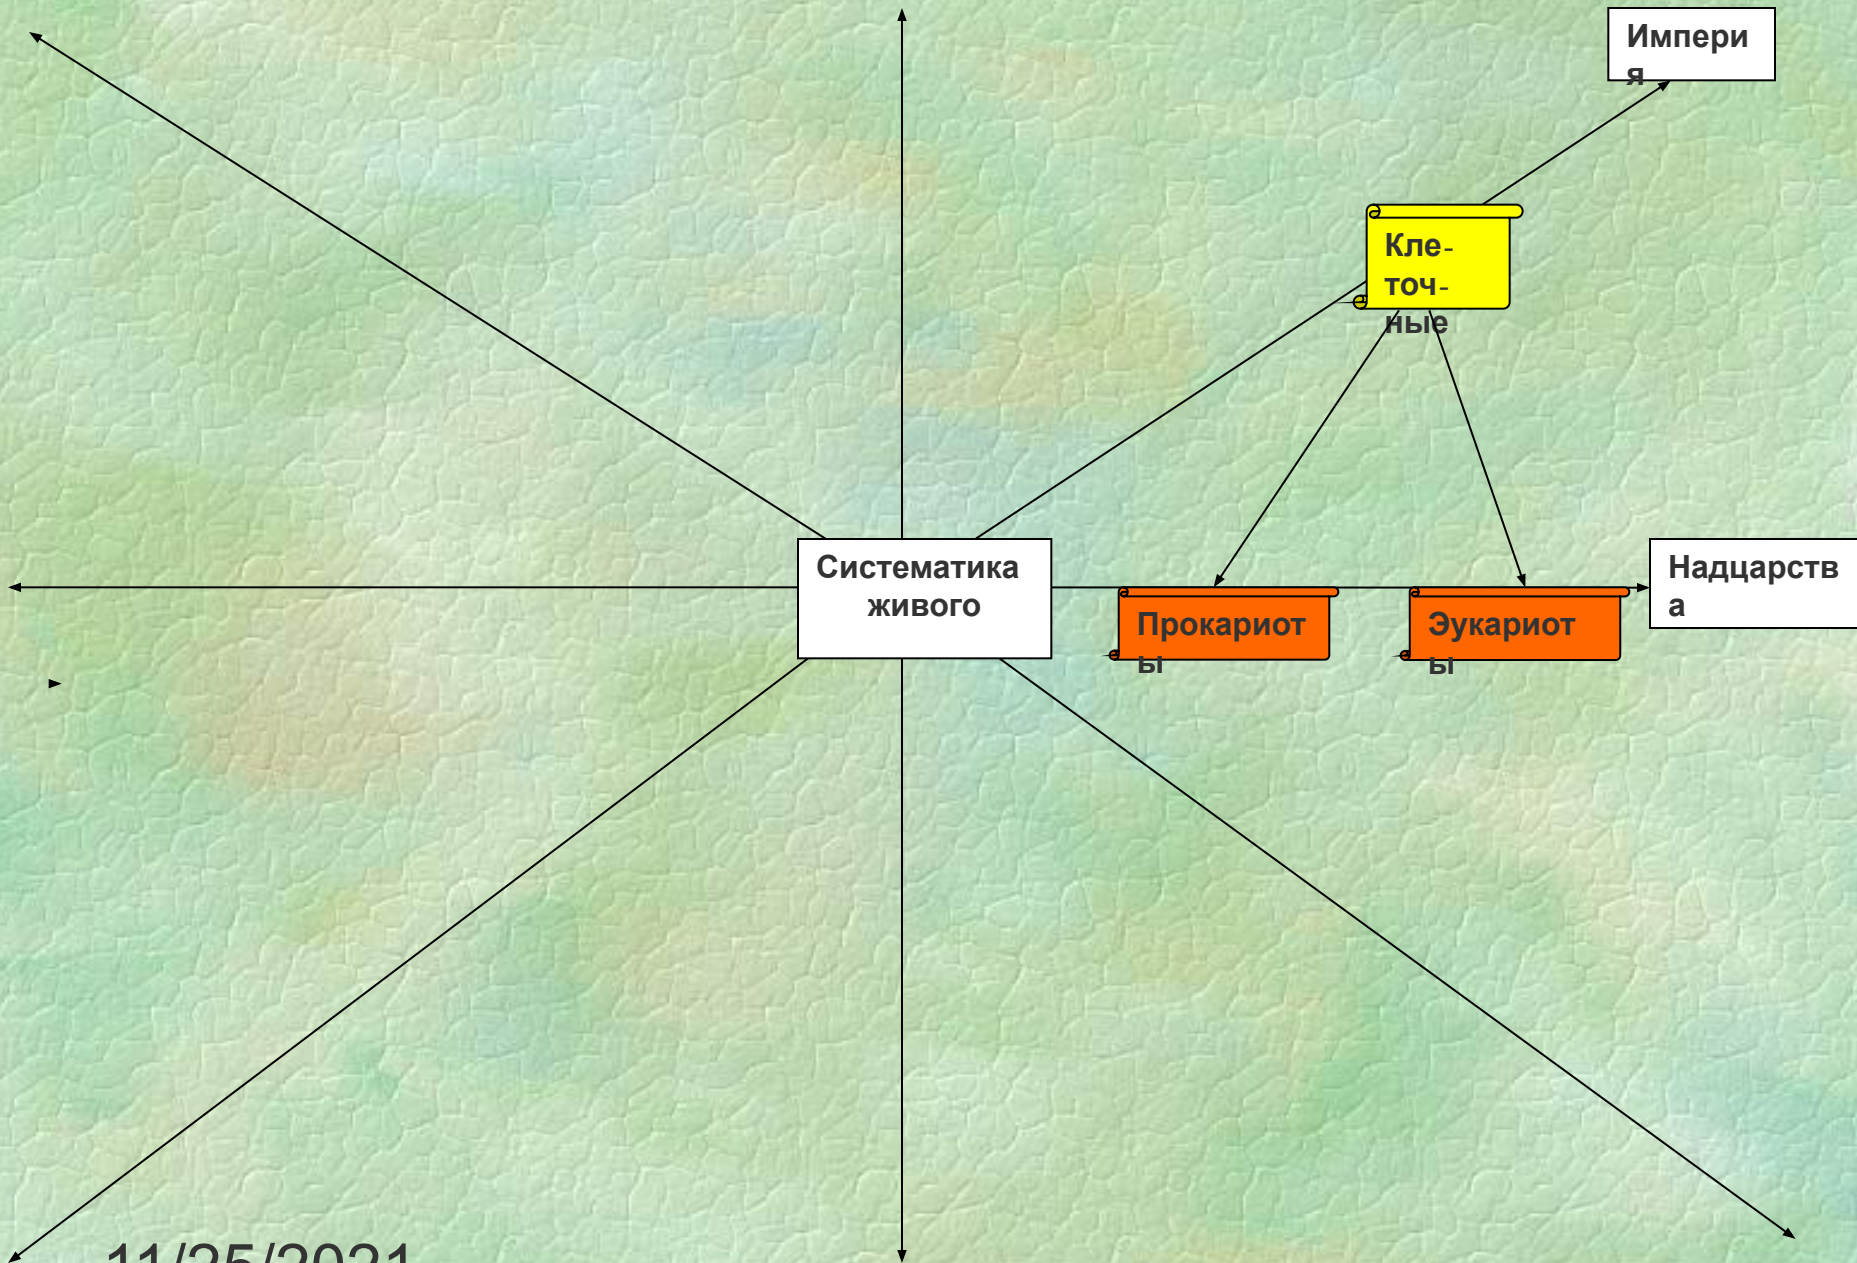 Импери
я
Кле-
точ-
ные
Систематика
живого
Прокариот
ы
Эукариот
ы
Надцарств
а
11/25/2021